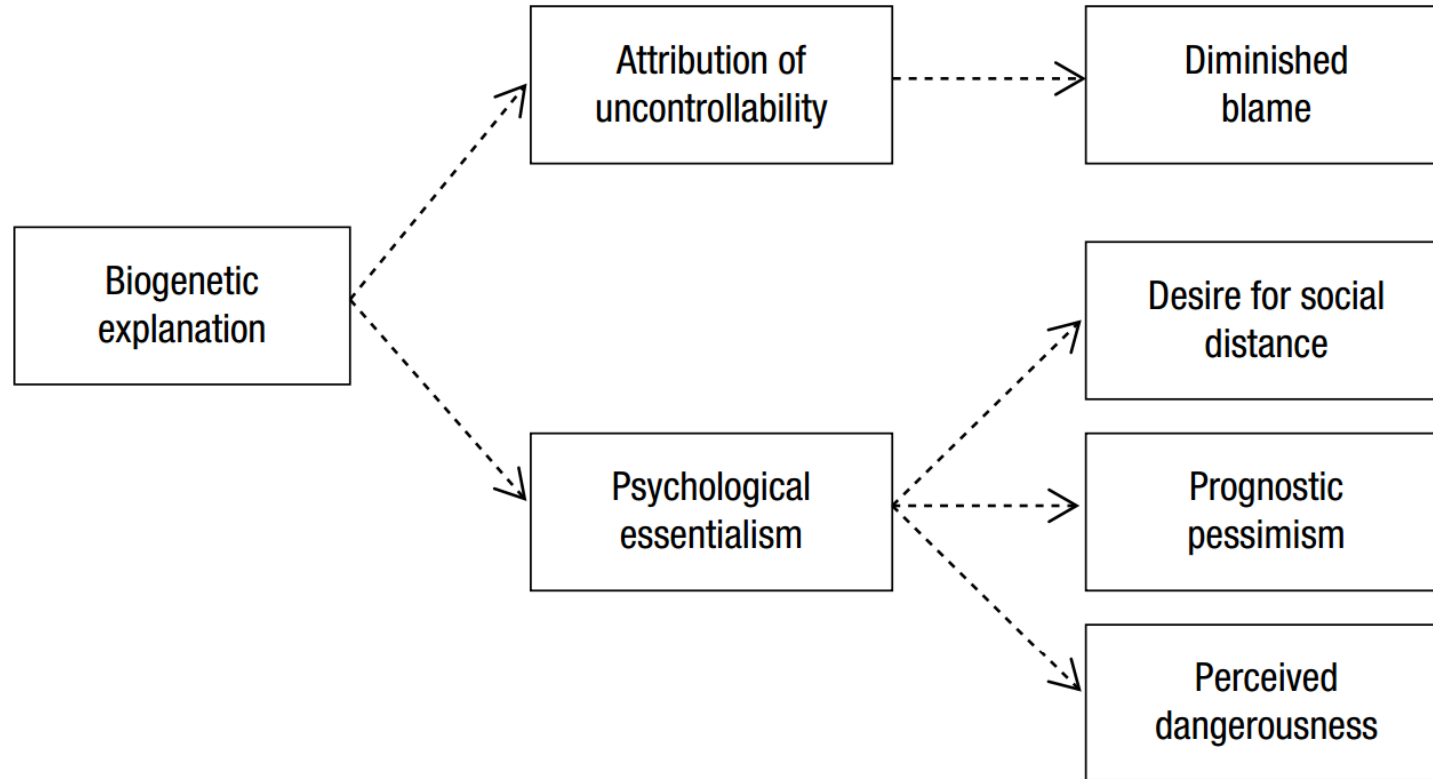 Biogenetic
explanation
Attribution of
uncontrollability
Diminished
blame
Psychological
essentialism
Desire for social
distance
Prognostic
pessimism
Perceived
dangerousness